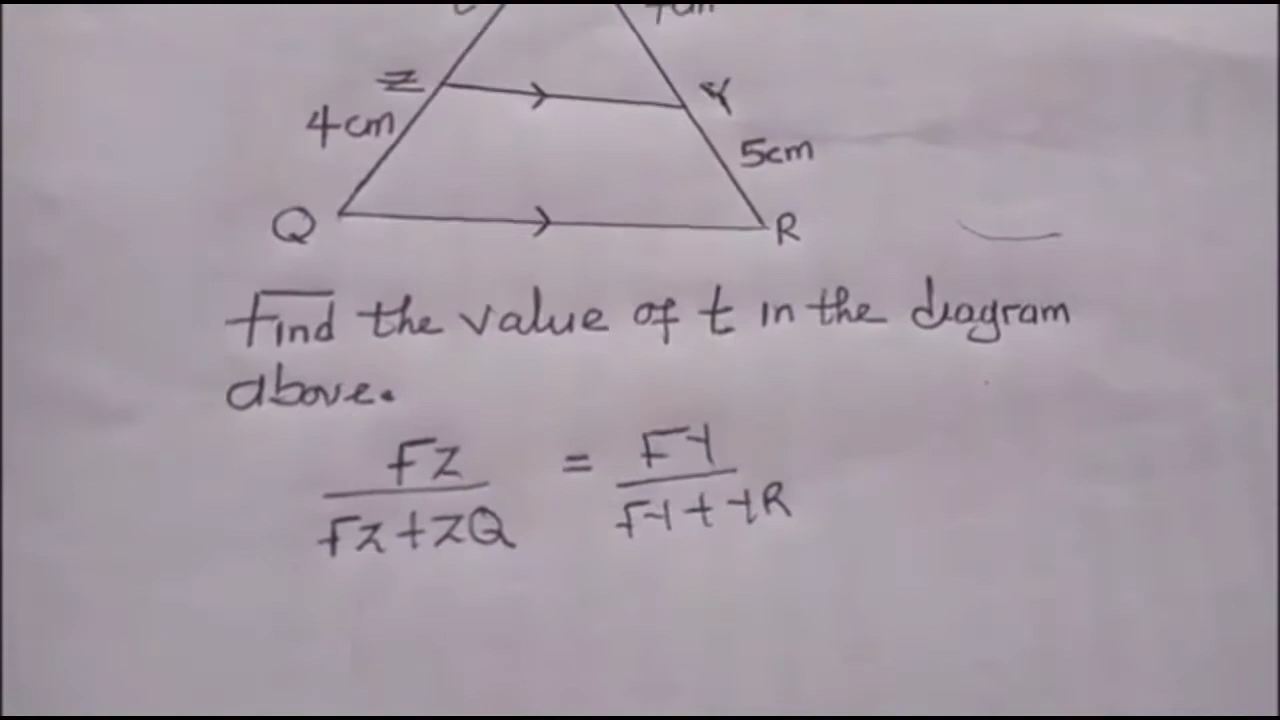 Z
Y
4cm
5cm
Q
R
Find the value of t in the diagram
above.
FZ = FY
FZ+ZQ FY+YR